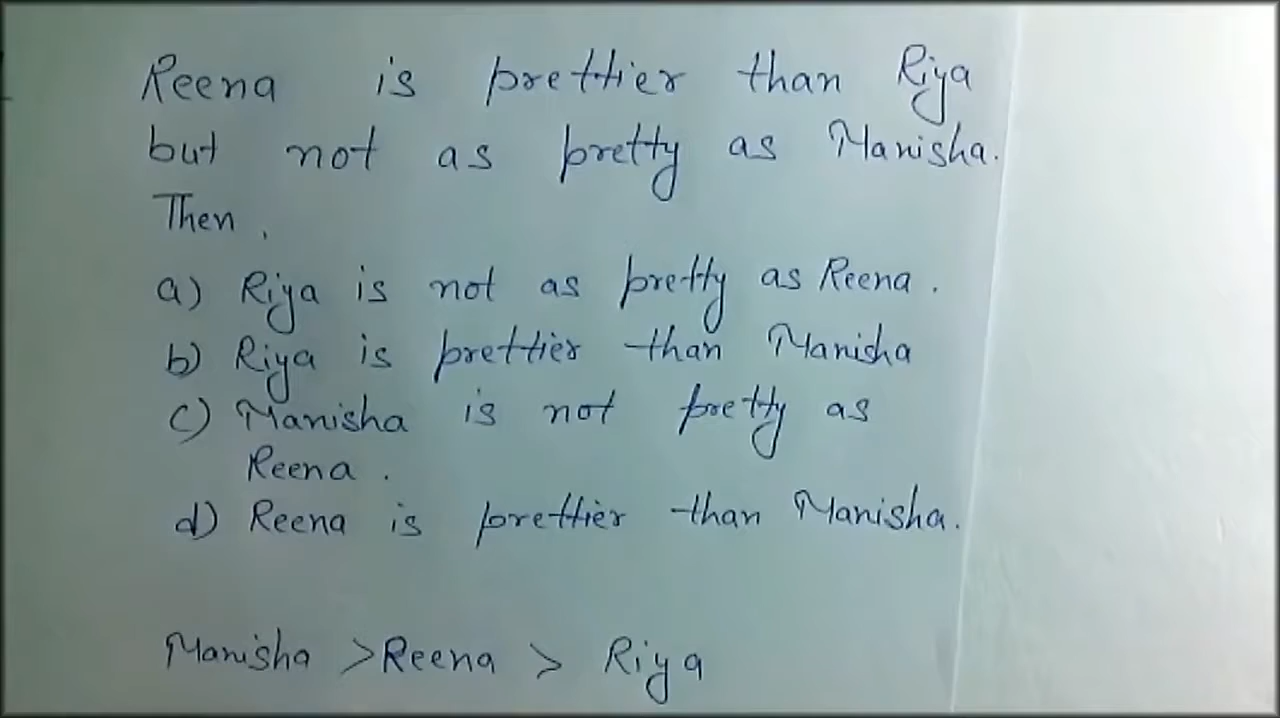 Reena is prettier than Riya
but not as pretty as Manisha.
Then,
a) Riya is not as pretty as Reena.
b) Riya is prettier than Manisha
c) Manisha is not pretty as
Reena.
d) Reena is prettier than Manisha.
Manisha > Reena > Riya